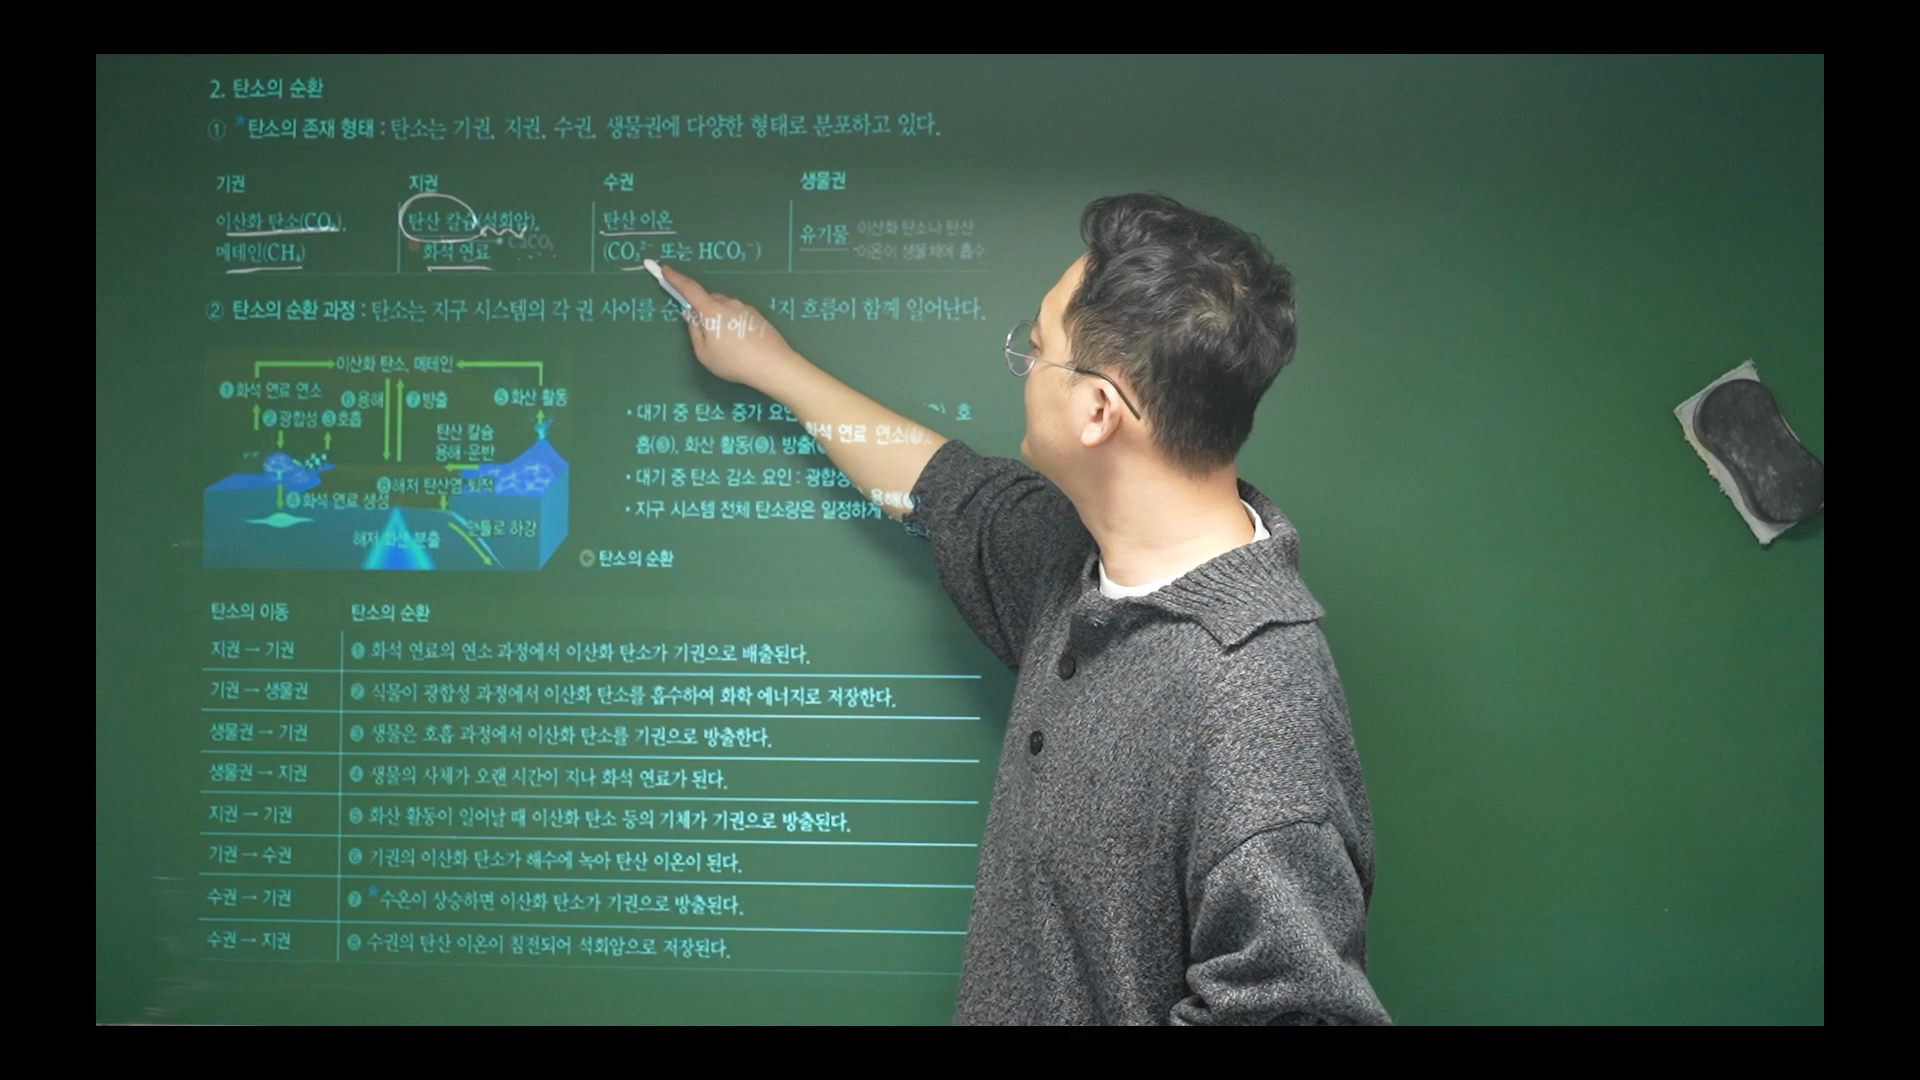 2. 탄소의 순환
① *탄소의 존재 형태 : 탄소는 기권, 지권, 수권, 생물권에 다양한 형태로 분포하고 있다.
기권 지권 수권 생물권
이산화 탄소(CO₂), 탄산 칼슘(석회암), 탄산 이온 유기물 이산화 탄소나 탄산
메테인(CH₄) 화석 연료 CaCO₃ (CO₃²⁻ 또는 HCO₃⁻) 이온이 생물체에 흡수
② 탄소의 순환 과정 : 탄소는 지구 시스템의 각 권 사이를 며 에너지 흐름이 함께 일어난다.
이산화 탄소, 메테인
❶화석 연료 연소 ❻용해 ❼방출 ❺화산 활동
❷광합성 ❸호흡
탄산 칼슘
용해·운반
❽해저 탄산염 퇴적
❹화석 연료 생성
맨틀로 하강
해저 화산 분출
• 대기 중 탄소 증가 요인 화석 연료 연소 호
흡(❸), 화산 활동(❺), 방출
• 대기 중 탄소 감소 요인 : 광합성 용해
• 지구 시스템 전체 탄소량은 일정하게
탄소의 순환
탄소의 이동 탄소의 순환
지권 → 기권 ❶ 화석 연료의 연소 과정에서 이산화 탄소가 기권으로 배출된다.
기권 → 생물권 ❷ 식물이 광합성 과정에서 이산화 탄소를 흡수하여 화학 에너지로 저장한다.
생물권 → 기권 ❸ 생물은 호흡 과정에서 이산화 탄소를 기권으로 방출한다.
생물권 → 지권 ❹ 생물의 사체가 오랜 시간이 지나 화석 연료가 된다.
지권 → 기권 ❺ 화산 활동이 일어날 때 이산화 탄소 등의 기체가 기권으로 방출된다.
기권 → 수권 ❻ 기권의 이산화 탄소가 해수에 녹아 탄산 이온이 된다.
수권 → 기권 ❼ *수온이 상승하면 이산화 탄소가 기권으로 방출된다.
수권 → 지권 ❽ 수권의 탄산 이온이 침전되어 석회암으로 저장된다.